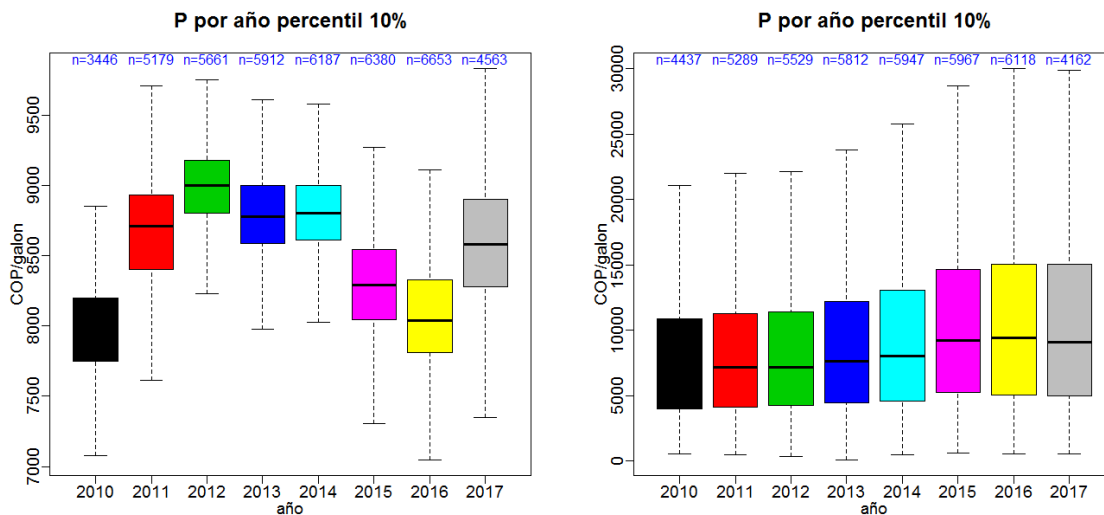 P por año percentil 10%
n=3446 n=5179 n=5661 n=5912 n=6187 n=6380 n=6653 n=4563
COP/galon
9500
9000
8500
8000
7500
7000
2010 2011 2012 2013 2014 2015 2016 2017
año
P por año percentil 10%
n=4437 n=5289 n=5529 n=5812 n=5947 n=5967 n=6118 n=4162
COP/galon
30000
25000
20000
15000
10000
5000
0
2010 2011 2012 2013 2014 2015 2016 2017
año